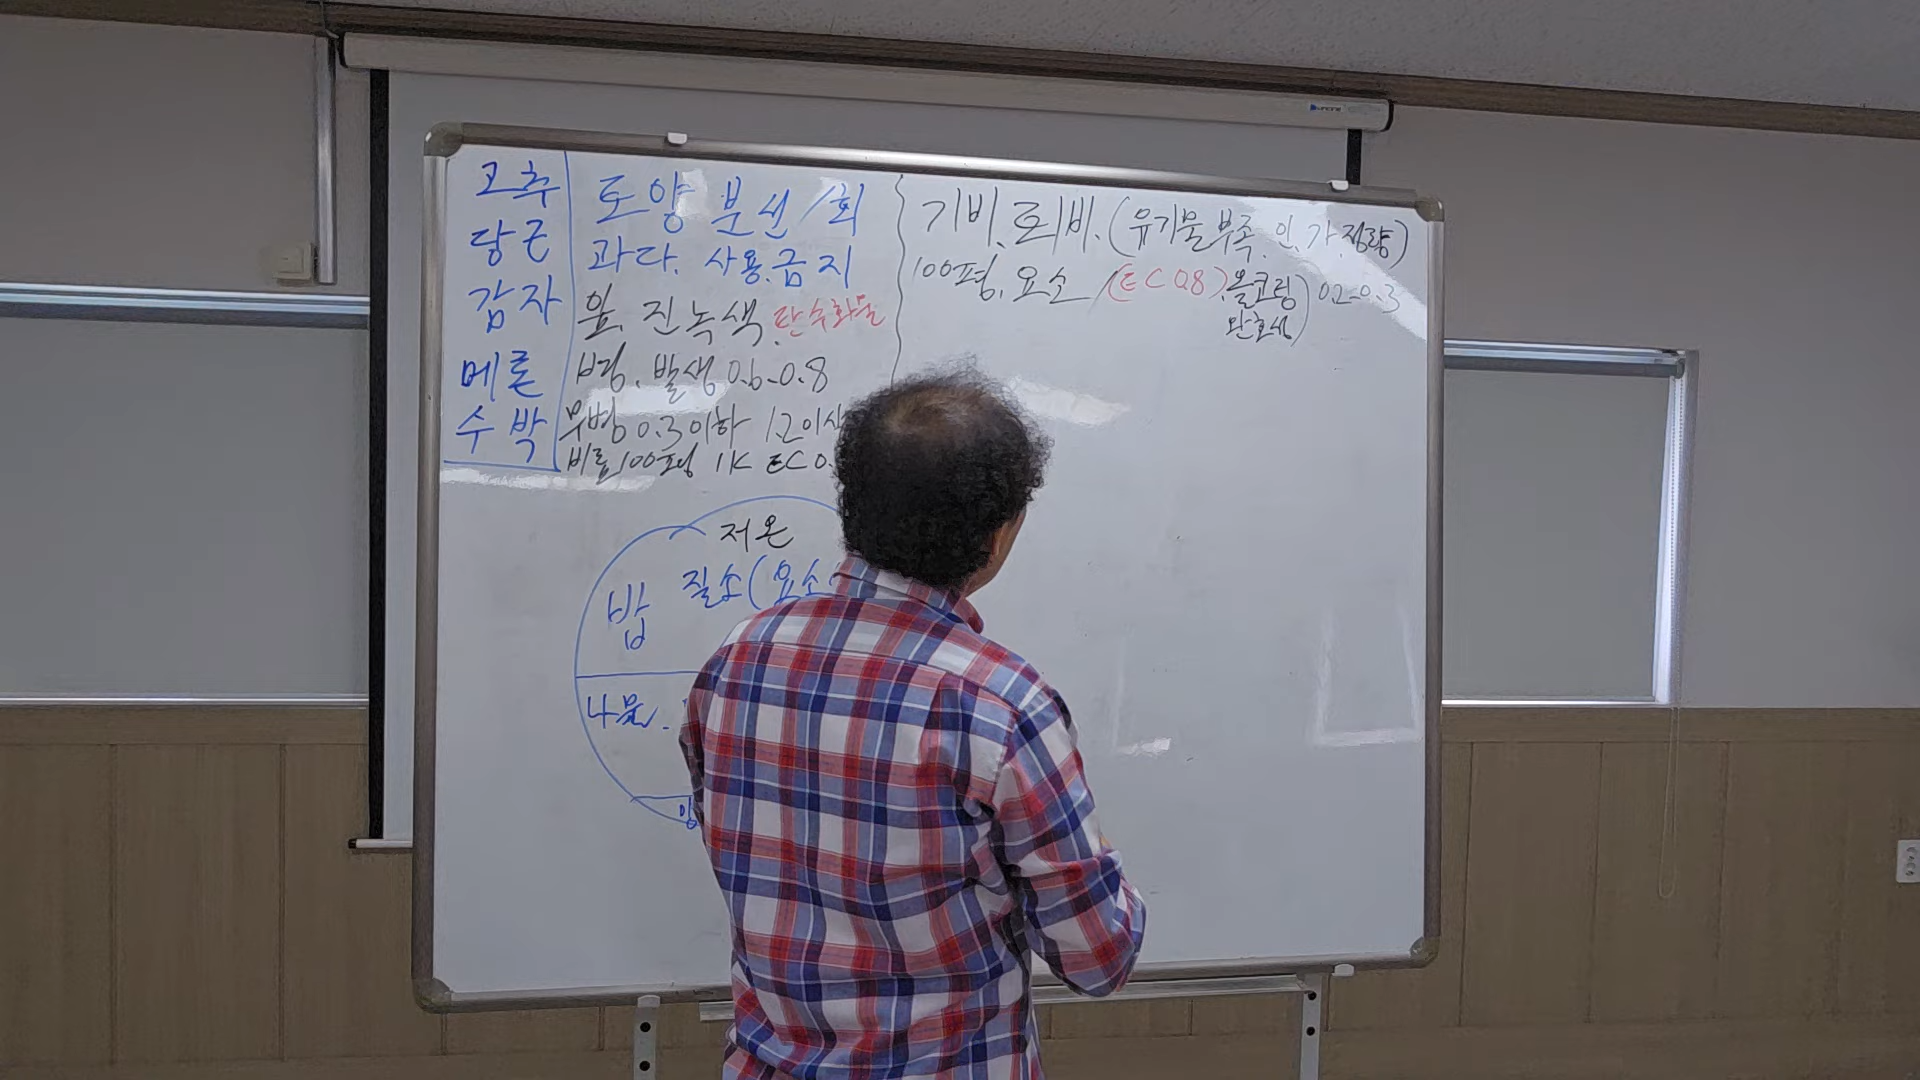 고추
당근
감자
메론
수박
토양 분선 1회
과다. 사용.금지
잎. 진녹색. 탄수화물
병. 발생 0.6-0.8
무병 0.3이하 1.2이상
비료 100평 1K EC 0.
저온
밥 질소(요소
나물.
기비. 퇴비. (유기물부족. 인. 가.정량)
100평. 요소 (EC 0.8). 올코팅) 0.2-0.3
완효성